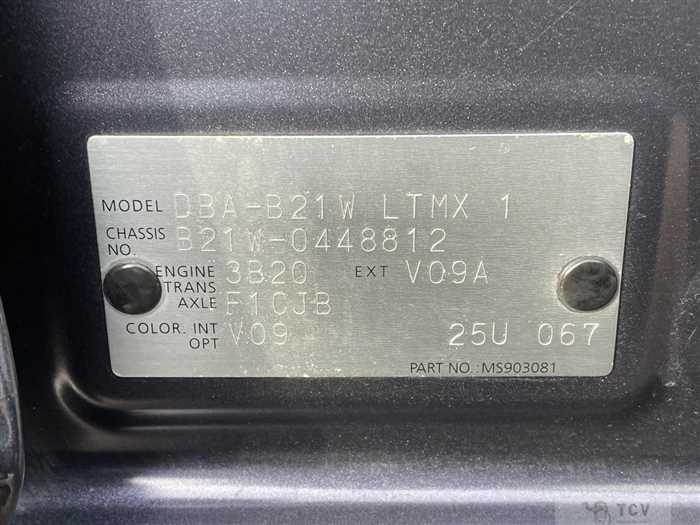 MODEL DBA-B21W LTMX 1
CHASSIS NO. B21W-0448812
ENGINE 3B20 EXT V09A
TRANS AXLE F1CJB
COLOR. INT OPT V09 25U 067
PART NO.:MS903081
TCV